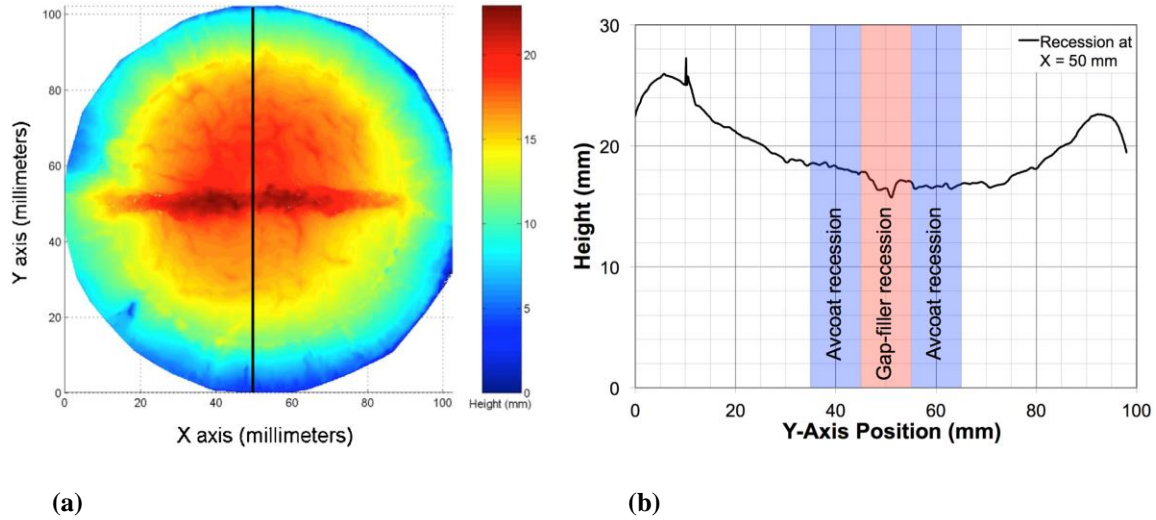 100
80
60
40
20
0
Y axis (millimeters)
0
20
40
60
80
100
X axis (millimeters)
20
15
10
5
0
Height (mm)
(a)
30
20
10
0
Height (mm)
Recession at
X = 50 mm
Avcoat recession
Gap-filler recession
Avcoat recession
0
20
40
60
80
100
Y-Axis Position (mm)
(b)